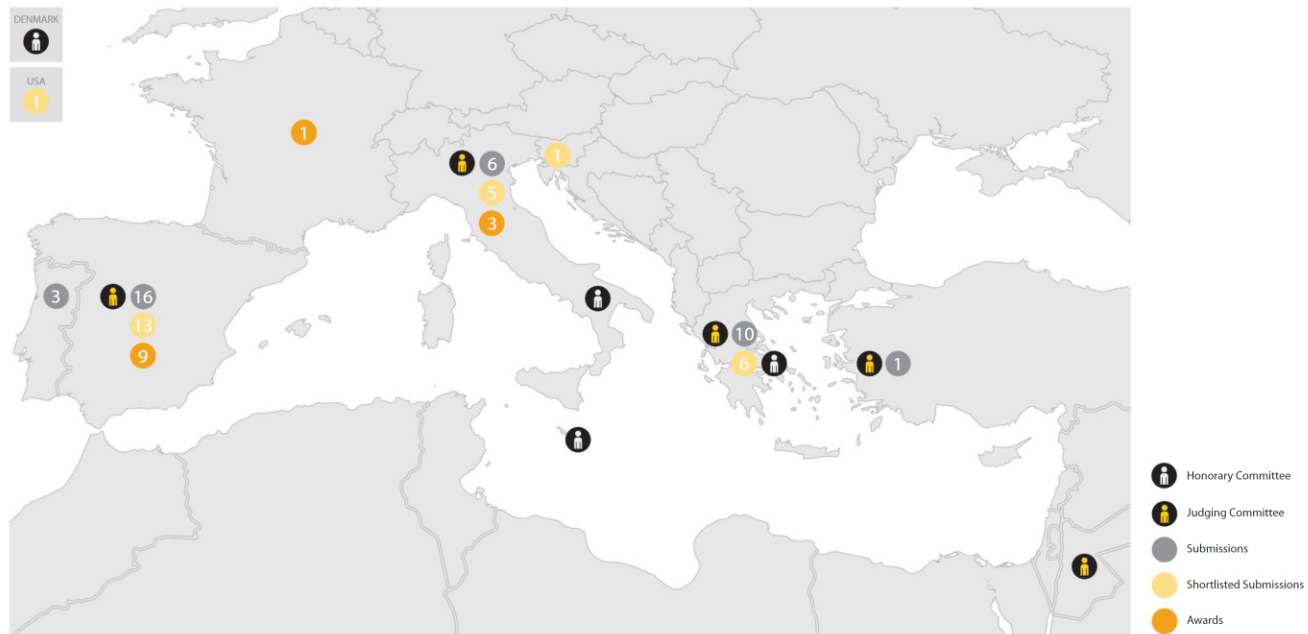 DENMARK
USA
1
1
6
1
5
3
3
16
13
9
10
6
1
Honorary Committee
Judging Committee
Submissions
Shortlisted Submissions
Awards